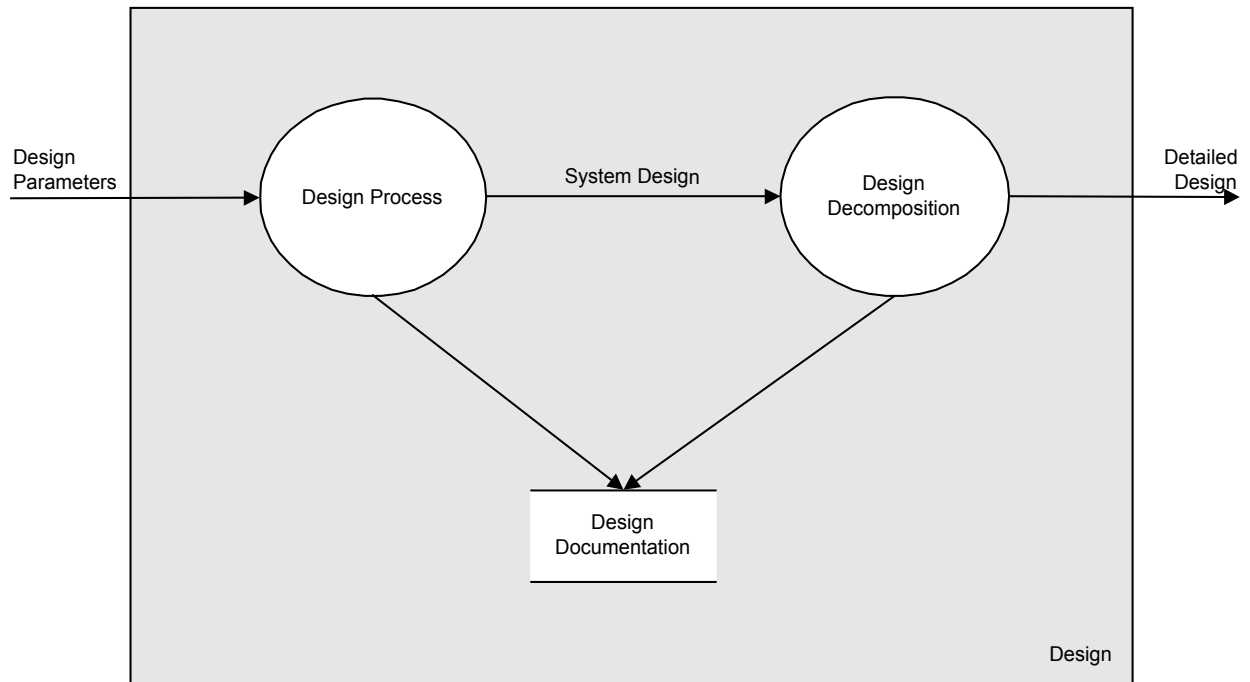 Design
Parameters
Design Process
System Design
Design
Decomposition
Detailed
Design
Design
Documentation
Design